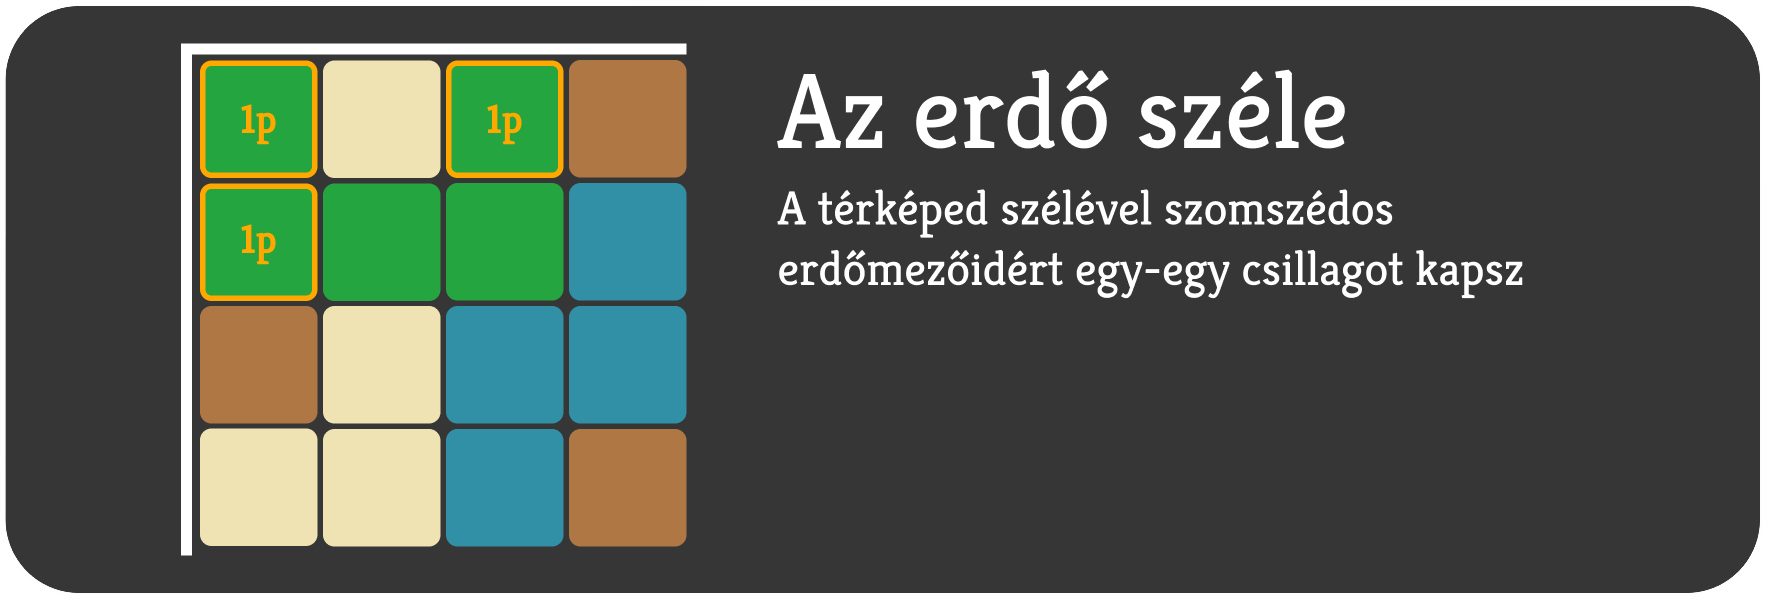 1p 1p
1p
Az erdő széle
A térképed szélével szomszédos
erdőmezőidért egy-egy csillagot kapsz